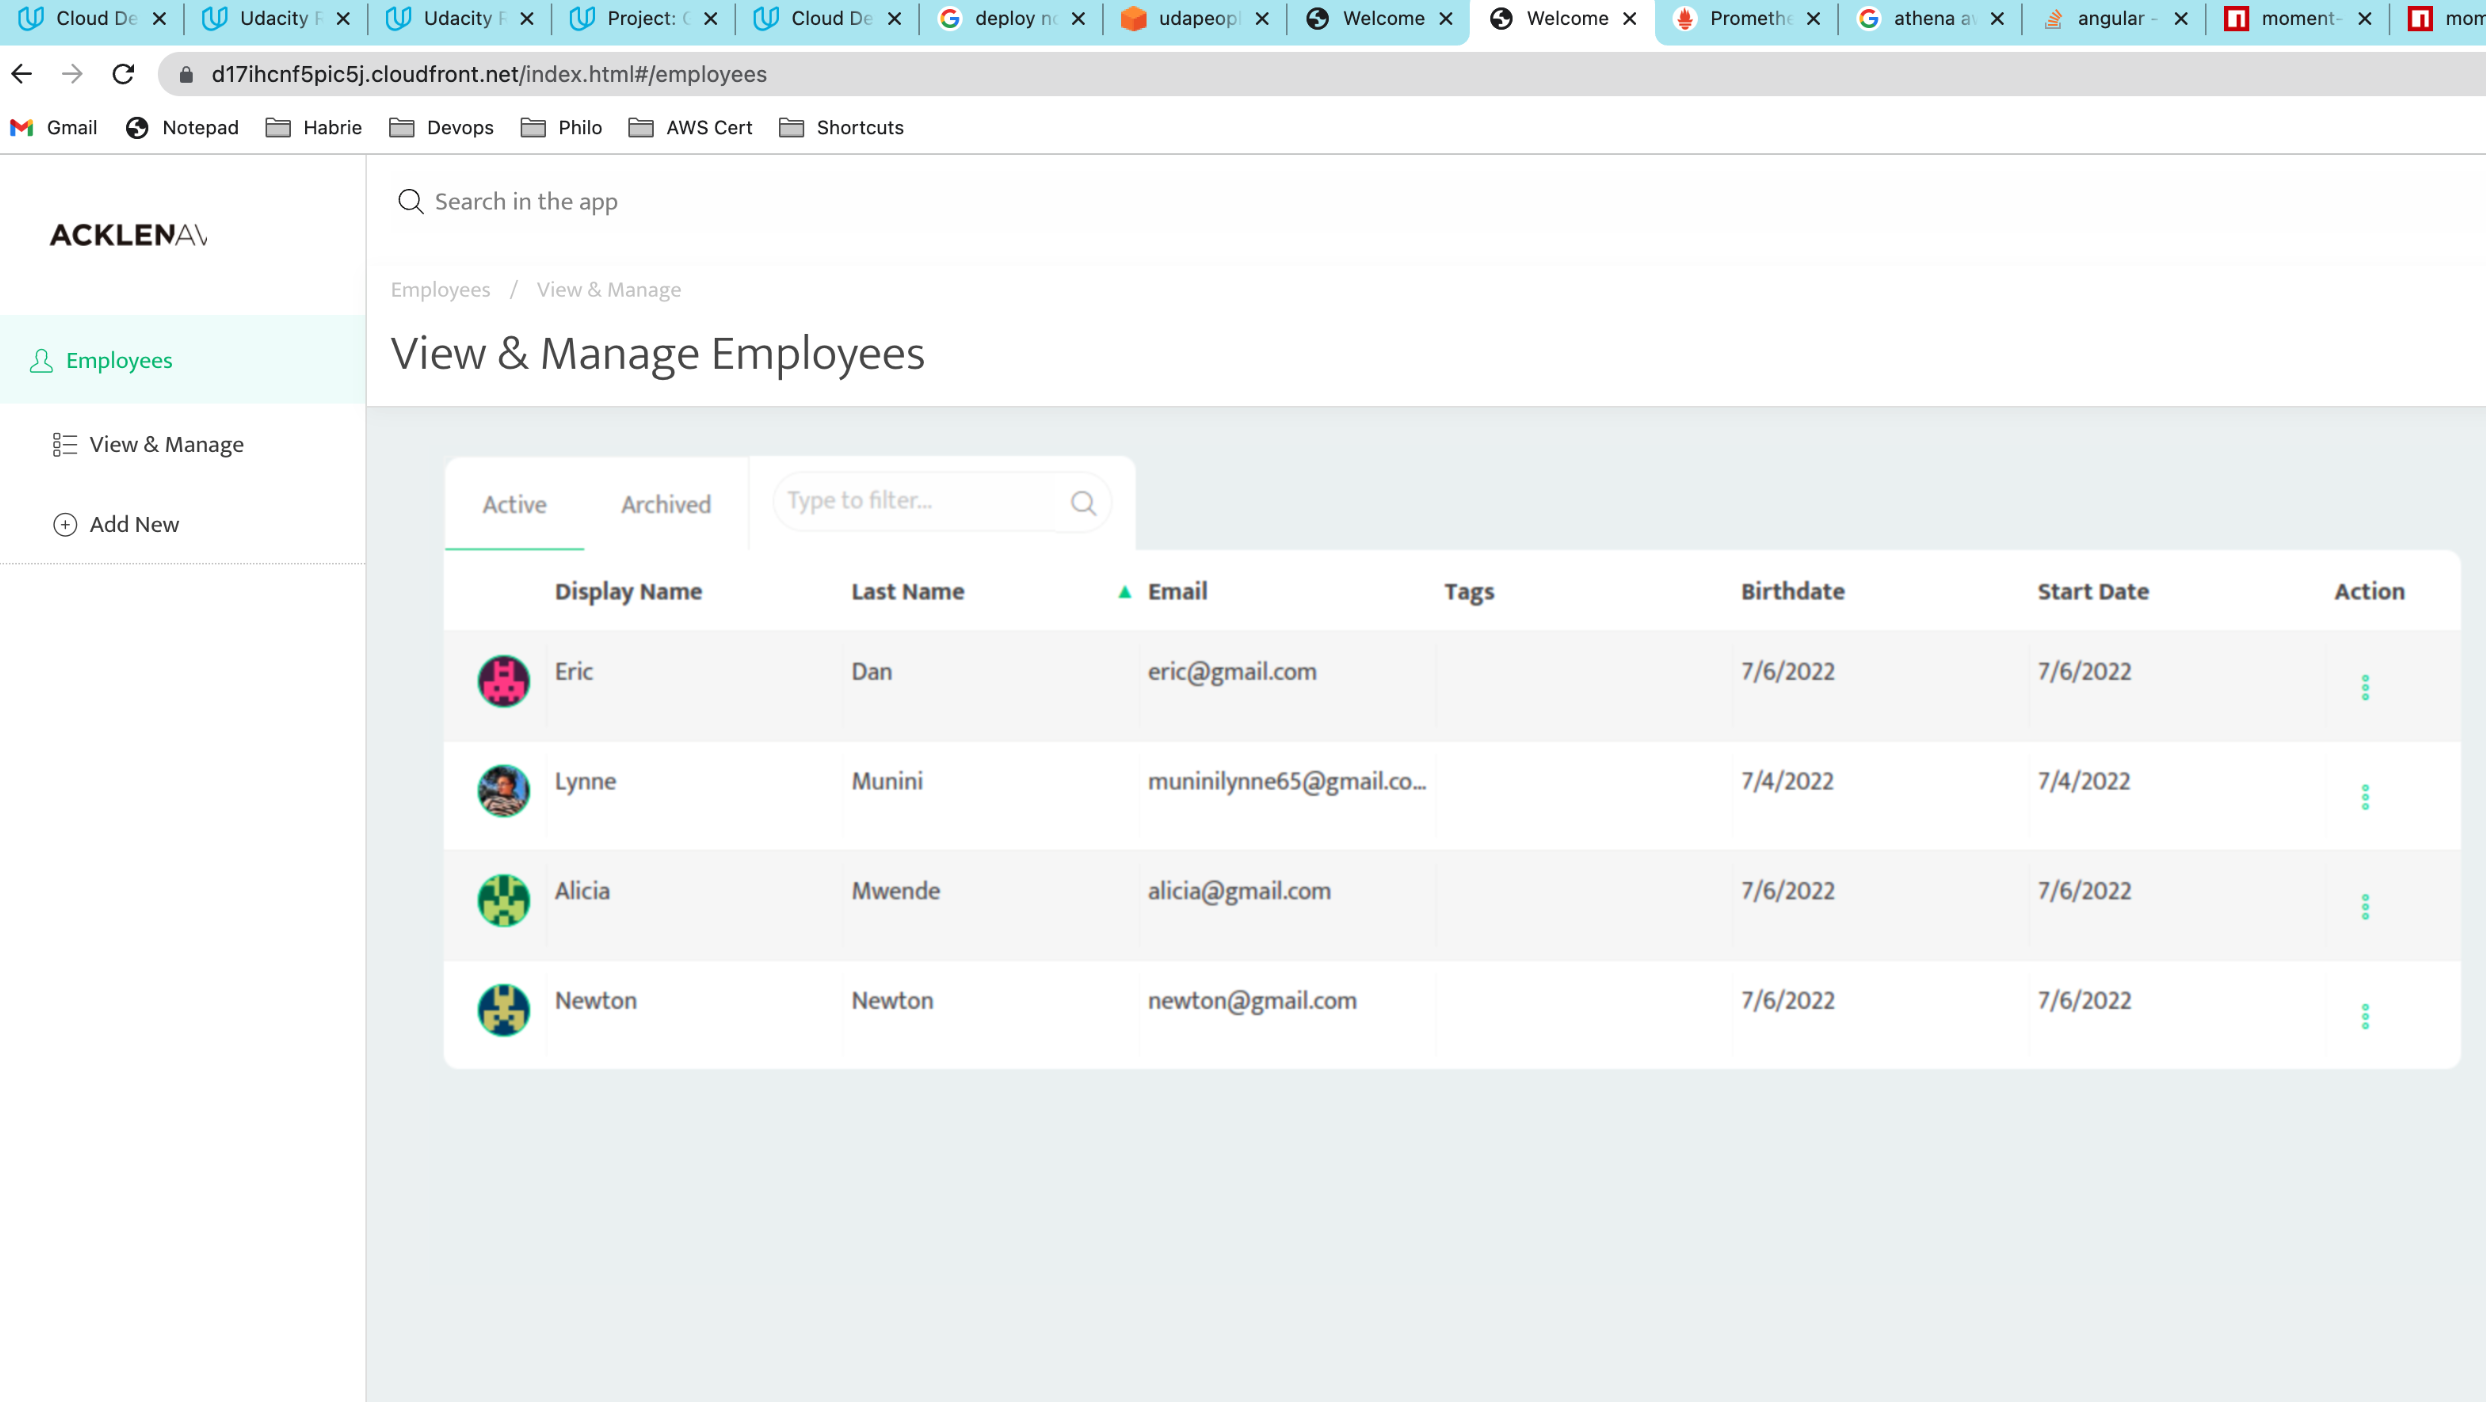 Cloud De Udacity Udacity Project: Cloud De deploy udapeopl Welcome Welcome Promethe athena angular - moment- mom
d17ihcnf5pic5j.cloudfront.net/index.html#/employees
Gmail Notepad Habrie Devops Philo AWS Cert Shortcuts
Search in the app
ACKLENAV
Employees / View & Manage
View & Manage Employees
Employees
View & Manage
Add New
Active Archived Type to filter...
Display Name Last Name ▲ Email Tags Birthdate Start Date Action
Eric Dan eric@gmail.com 7/6/2022 7/6/2022
Lynne Munini muninilynne65@gmail.co... 7/4/2022 7/4/2022
Alicia Mwende alicia@gmail.com 7/6/2022 7/6/2022
Newton Newton newton@gmail.com 7/6/2022 7/6/2022